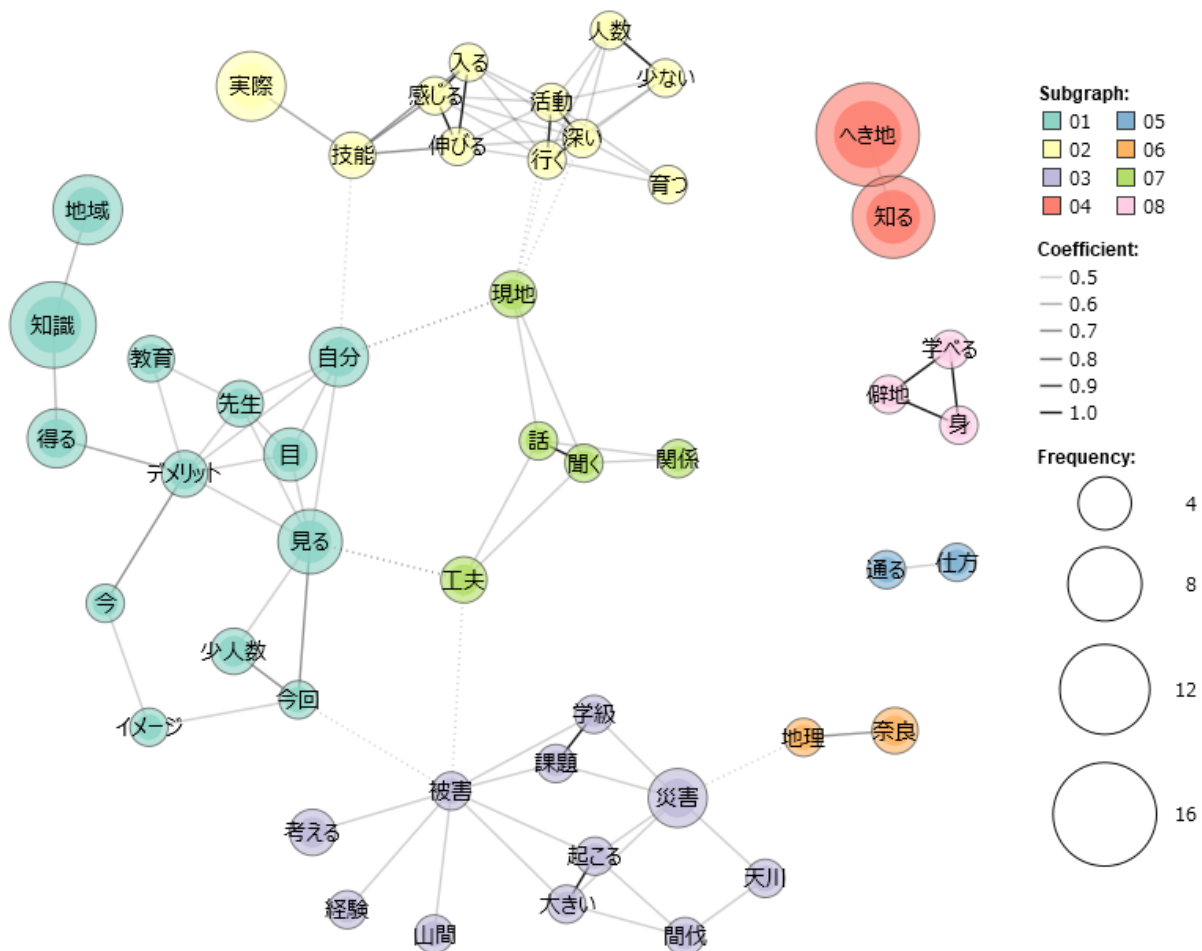 人数
入る
少ない
実際
感じる
活動
へき地
深い
伸びる
技能
行く
育つ
地域
知る
現地
知識
教育
自分
学べる
僻地
先生
身
得る
話
目
聞く
関係
デメリット
見る
通る
仕方
工夫
今
少人数
今回
イメージ
学級
地理
奈良
課題
被害
災害
考える
起こる
天川
大きい
経験
山間
間伐
Subgraph:
01 05
02 06
03 07
04 08
Coefficient:
0.5
0.6
0.7
0.8
0.9
1.0
Frequency:
4
8
12
16